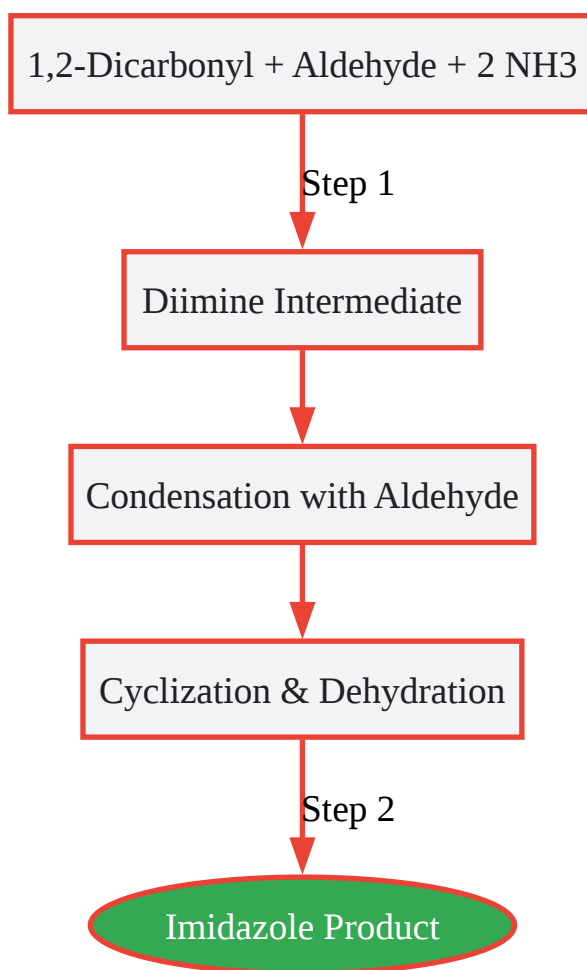 1,2-Dicarbonyl + Aldehyde + 2 NH3
Step 1
Diimine Intermediate
Condensation with Aldehyde
Cyclization & Dehydration
Step 2
Imidazole Product